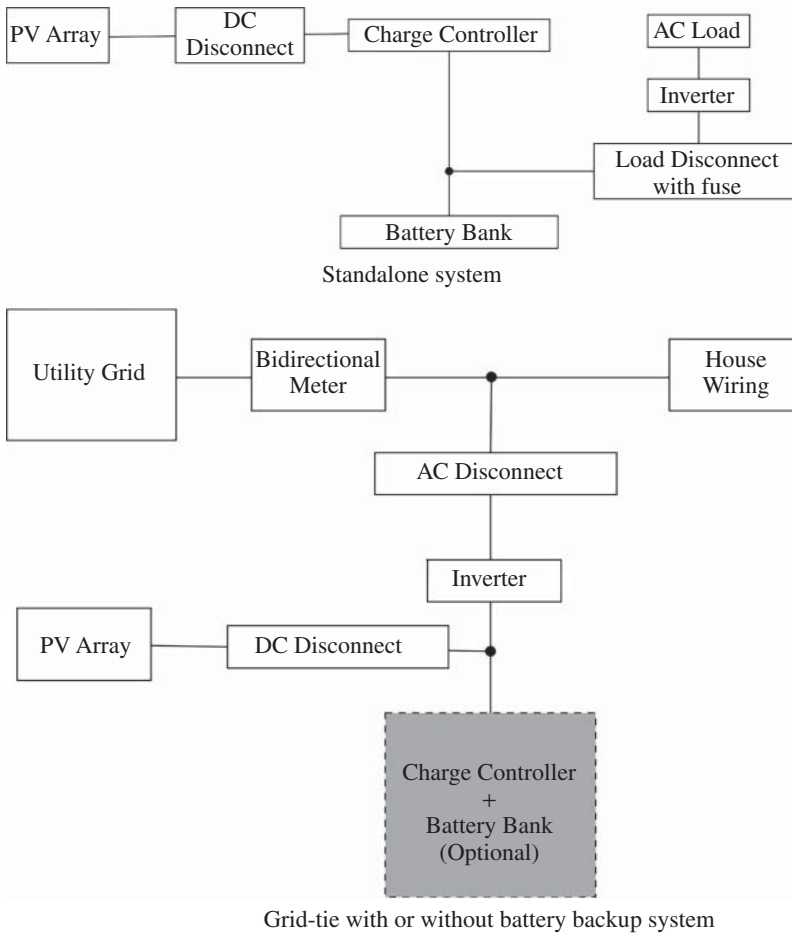 PV Array
DC
Disconnect
Charge Controller
AC Load
Inverter
Load Disconnect
with fuse
Battery Bank
Standalone system
Utility Grid
Bidirectional
Meter
House
Wiring
AC Disconnect
Inverter
PV Array
DC Disconnect
Charge Controller
+
Battery Bank
(Optional)
Grid-tie with or without battery backup system